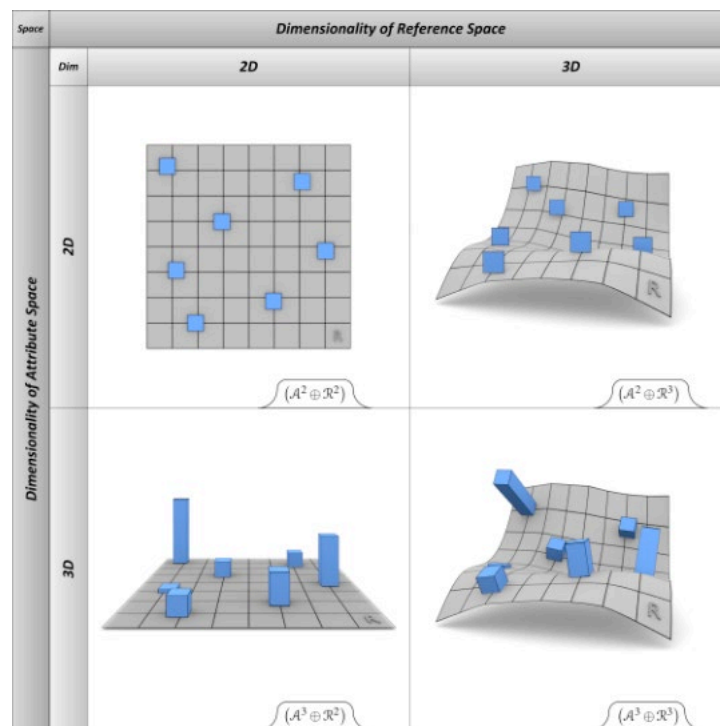 Space
Dimensionality of Reference Space
Dim
2D
3D
Dimensionality of Attribute Space
2D
R
(𝒜² ⊕ ℛ²)
R
(𝒜² ⊕ ℛ³)
3D
R
(𝒜³ ⊕ ℛ²)
R
(𝒜³ ⊕ ℛ³)